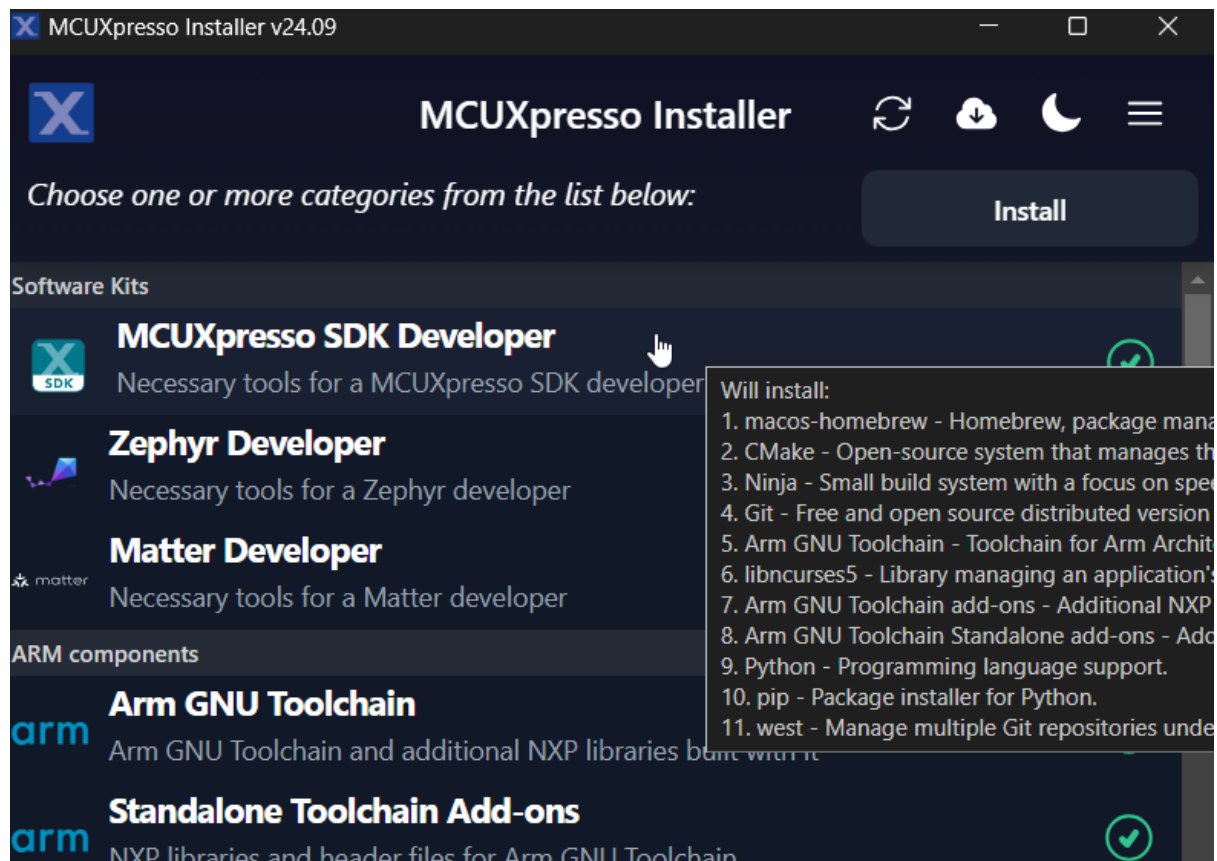 MCUXpresso Installer v24.09
MCUXpresso Installer
Choose one or more categories from the list below:
Install
Software Kits
MCUXpresso SDK Developer
SDK
Necessary tools for a MCUXpresso SDK developer
Zephyr Developer
Necessary tools for a Zephyr developer
matter
Matter Developer
Necessary tools for a Matter developer
Will install:
1. macos-homebrew - Homebrew, package mana
2. CMake - Open-source system that manages th
3. Ninja - Small build system with a focus on spee
4. Git - Free and open source distributed version
5. Arm GNU Toolchain - Toolchain for Arm Archit
6. libncurses5 - Library managing an application's
7. Arm GNU Toolchain add-ons - Additional NXP
8. Arm GNU Toolchain Standalone add-ons - Add
9. Python - Programming language support.
10. pip - Package installer for Python.
11. west - Manage multiple Git repositories unde
ARM components
arm
Arm GNU Toolchain
Arm GNU Toolchain and additional NXP libraries built with it
arm
Standalone Toolchain Add-ons
NXP libraries and header files for Arm GNU Toolchain